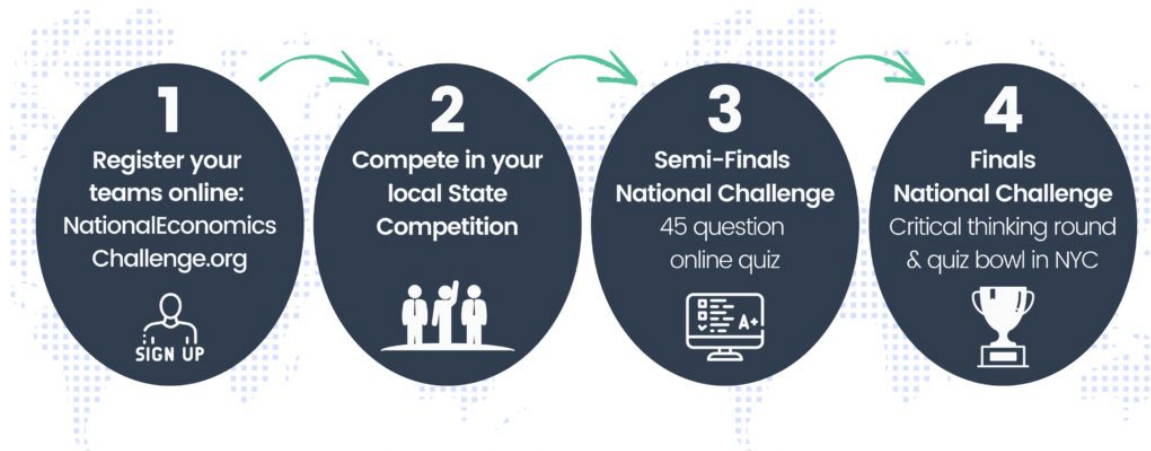 1
Register your
teams online:
NationalEconomics
Challenge.org
SIGN UP
2
Compete in your
local State
Competition
3
Semi-Finals
National Challenge
45 question
online quiz
A+
4
Finals
National Challenge
Critical thinking round
& quiz bowl in NYC